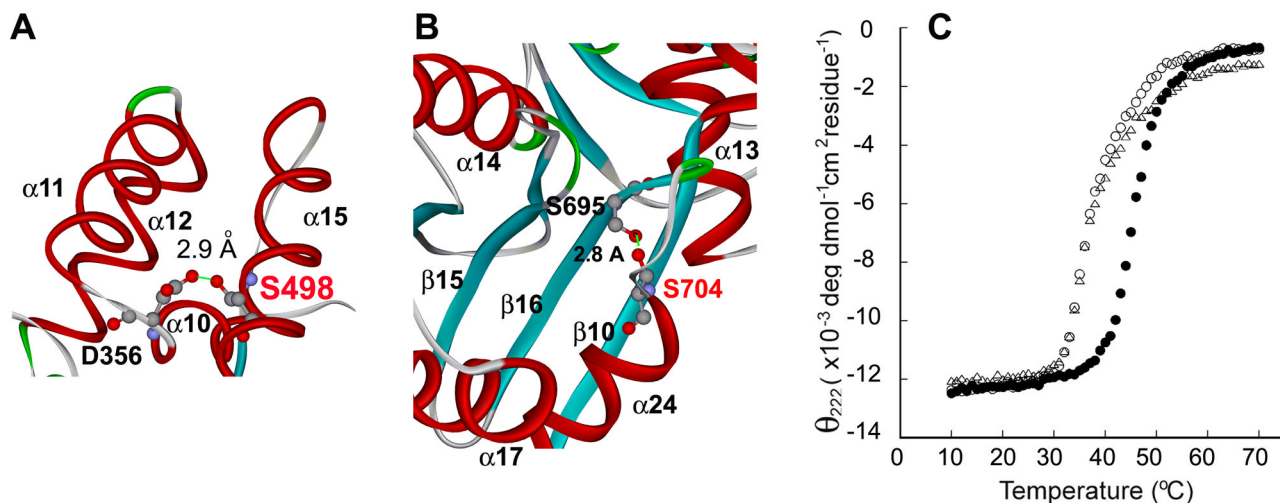 A
α11
α12
α15
2.9 Å
S498
α10
D356
B
α14
α13
S695
2.8 A
β15
S704
β16
β10
α24
α17
C
θ222 ( x10-3 deg dmol-1cm2 residue-1)
0
-2
-4
-6
-8
-10
-12
-14
0 10 20 30 40 50 60 70
Temperature (ºC)